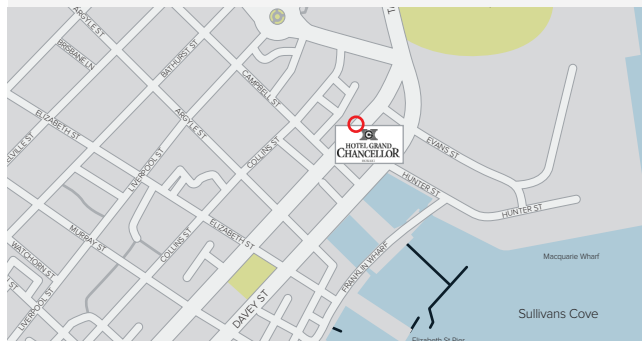 ARGYLE ST
BRISBANE LN
BATHURST ST
CAMPBELL ST
ELIZABETH ST
ARGYLE ST
COLLINS ST
LIVERPOOL ST
HOTEL GRAND
CHANCELLOR
EVANS ST
HUNTER ST
HUNTER ST
MURRAY ST
COLLINS ST
ELIZABETH ST
WATCHORN ST
LIVERPOOL ST
DAVEY ST
FRANKLIN WHARF
Macquarie Wharf
Sullivans Cove
Elizabeth St Pier